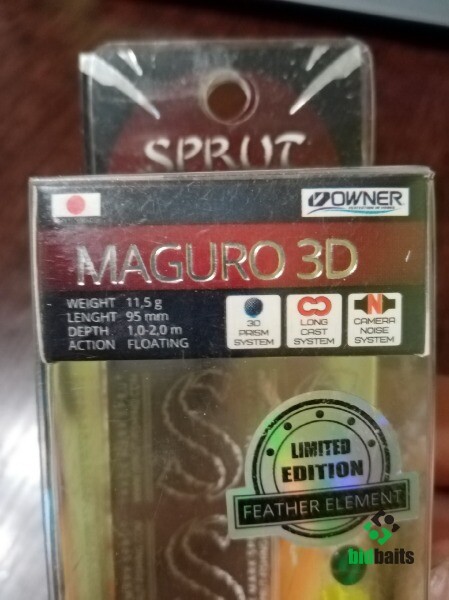 SPRUT
OWNER
MAGURO 3D
WEIGHT 11,5 g
LENGHT 95 mm
DEPTH 1,0-2,0 m
ACTION FLOATING
3D
PRISM
SYSTEM
LONG
CAST
SYSTEM
N
CAMERA
NOISE
SYSTEM
LIMITED
EDITION
FEATHER ELEMENT
bigbaits